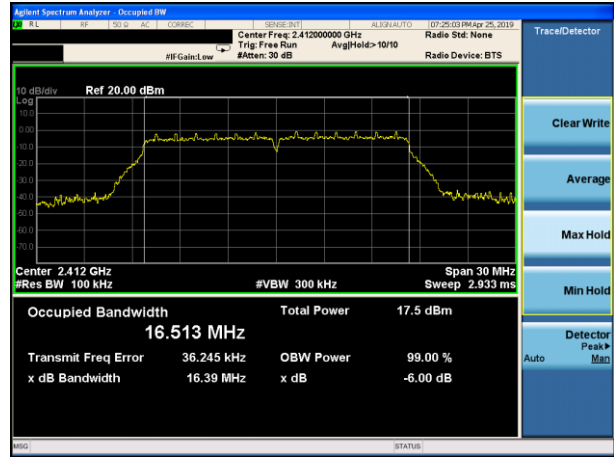 Agilent Spectrum Analyzer - Occupied BW
RL RF 50 Ω AC CORREC SENSE:INT ALIGNAUTO 07:25:03 PM Apr 25, 2019
Center Freq: 2.412000000 GHz Radio Std: None
Trig: Free Run Avg|Hold:>10/10
#IFGain:Low #Atten: 30 dB Radio Device: BTS
Trace/Detector
10 dB/div Ref 20.00 dBm
Log
10.0
0.00
-10.0
-20.0
-30.0
-40.0
-50.0
-60.0
-70.0
Center 2.412 GHz Span 30 MHz
#Res BW 100 kHz #VBW 300 kHz Sweep 2.933 ms
Occupied Bandwidth Total Power 17.5 dBm
16.513 MHz
Transmit Freq Error 36.245 kHz OBW Power 99.00 %
x dB Bandwidth 16.39 MHz x dB -6.00 dB
Clear Write
Average
Max Hold
Min Hold
Detector
Peak▶
Auto Man
MSG STATUS